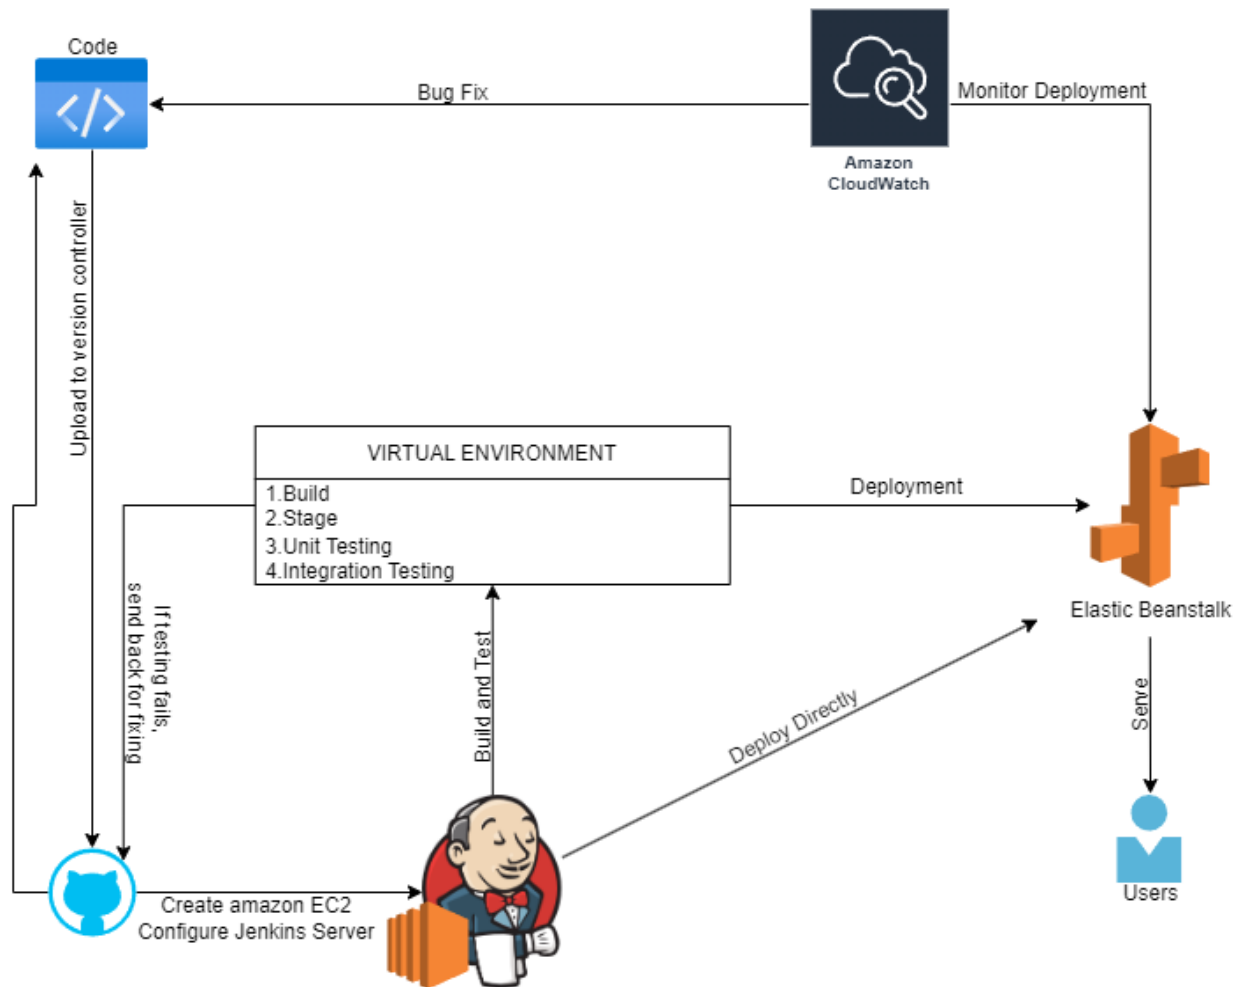 Code
Bug Fix
Monitor Deployment
Amazon
CloudWatch
Upload to version controller
VIRTUAL ENVIRONMENT
1.Build
2.Stage
3.Unit Testing
4.Integration Testing
Deployment
Elastic Beanstalk
If testing fails,
send back for fixing
Build and Test
Deploy Directly
Serve
Users
Create amazon EC2
Configure Jenkins Server